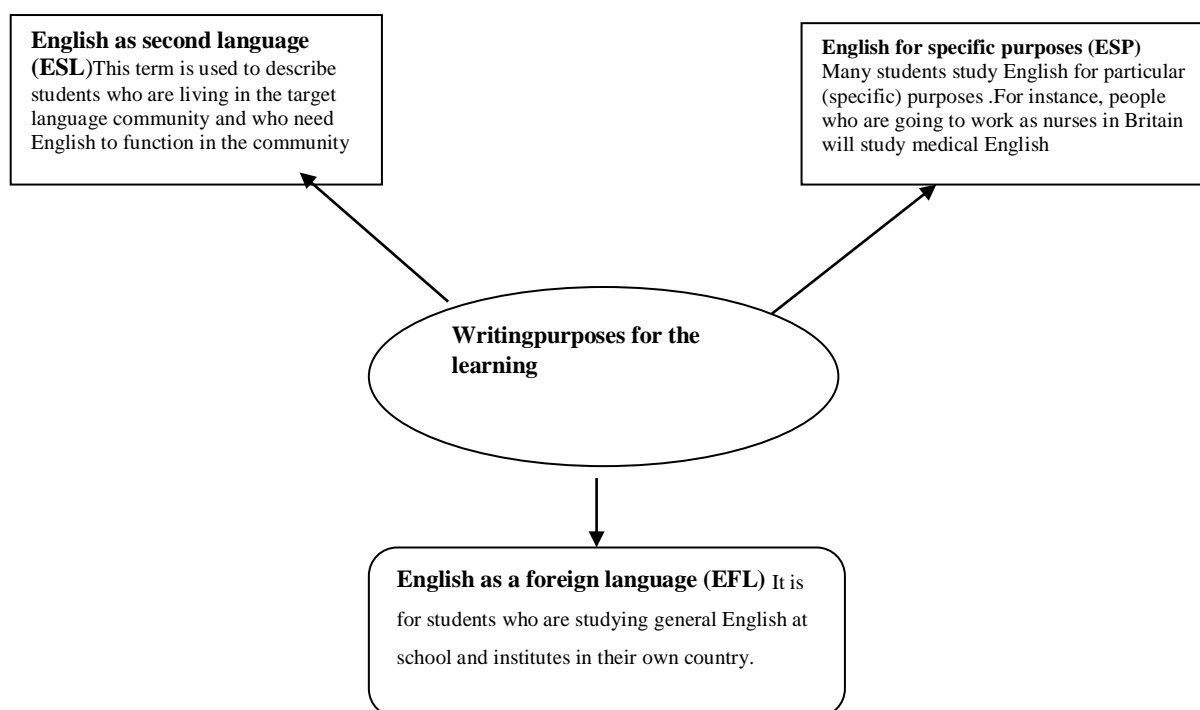 English as second language
(ESL)This term is used to describe
students who are living in the target
language community and who need
English to function in the community
English for specific purposes (ESP)
Many students study English for particular
(specific) purposes .For instance, people
who are going to work as nurses in Britain
will study medical English
Writingpurposes for the
learning
English as a foreign language (EFL) It is
for students who are studying general English at
school and institutes in their own country.